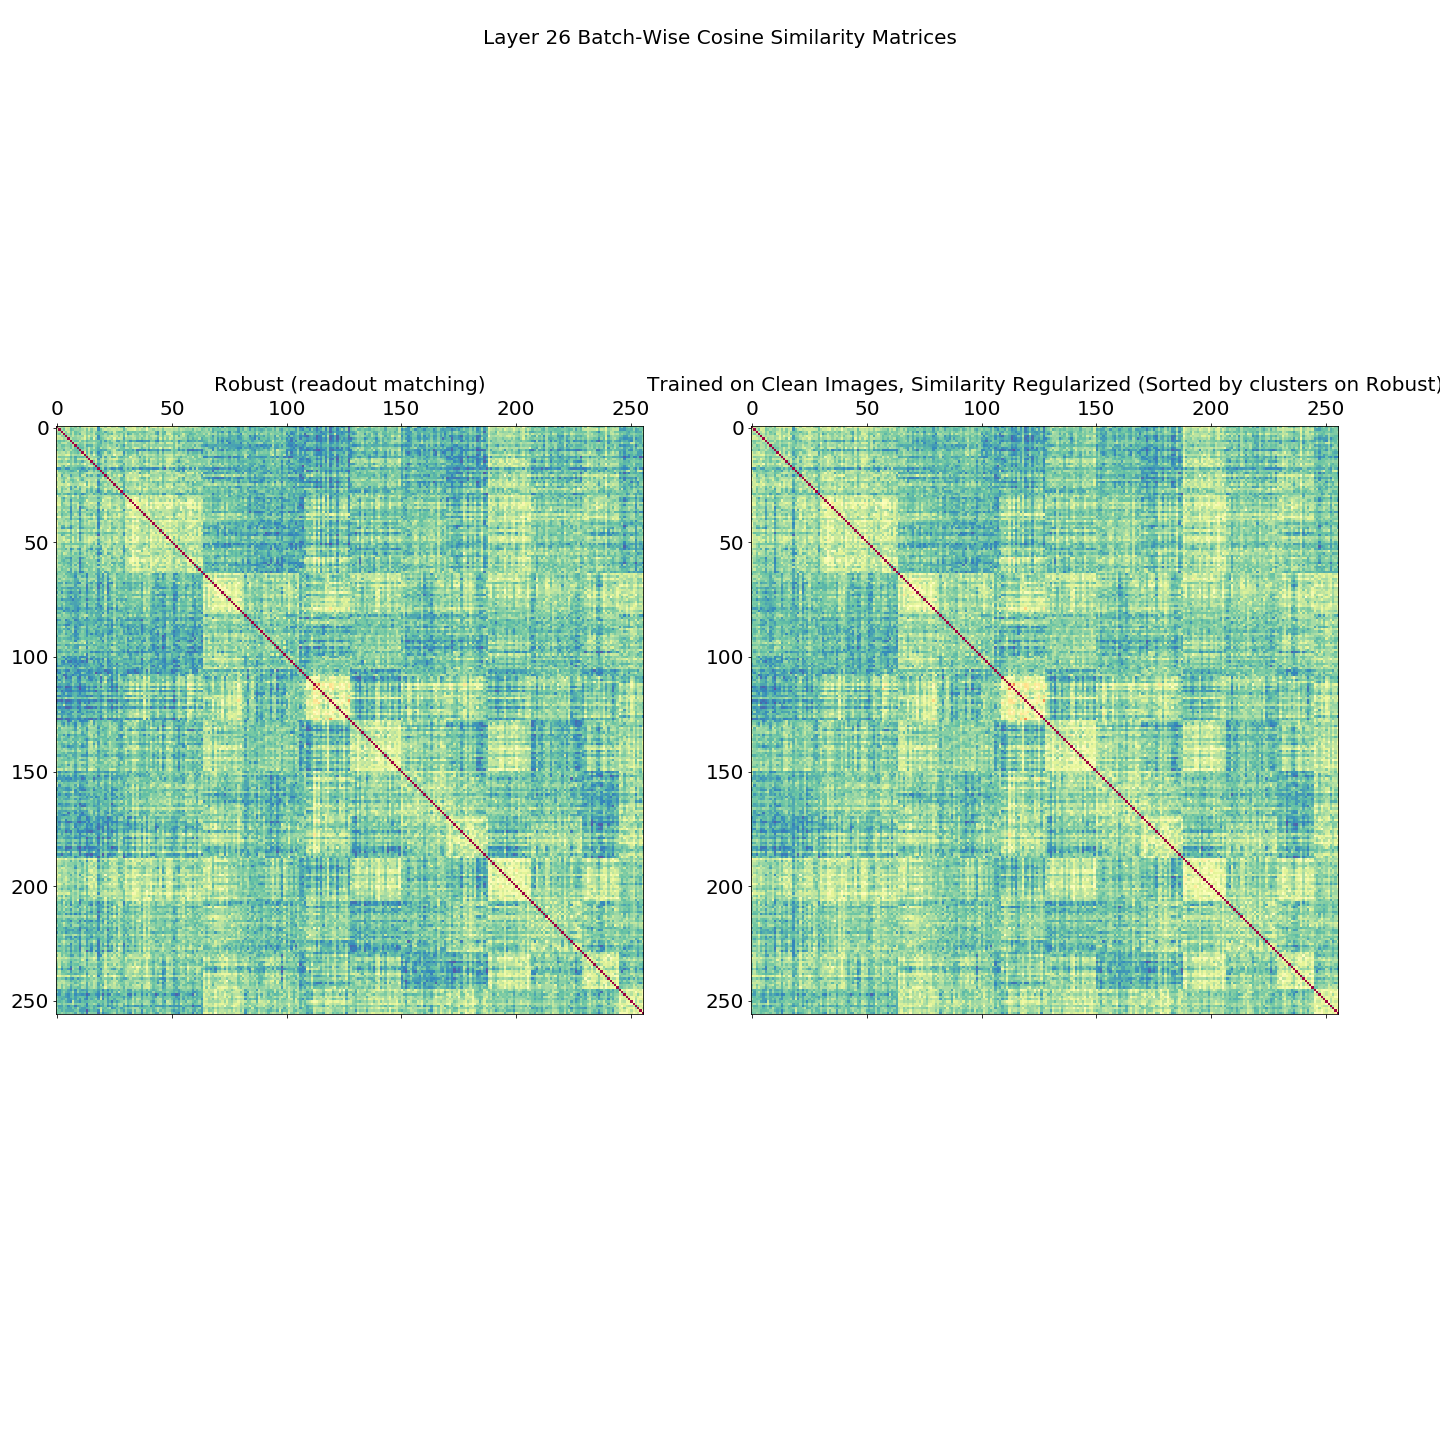 Layer 26 Batch-Wise Cosine Similarity Matrices
Robust (readout matching)
0 50 100 150 200 250
0
50
100
150
200
250
Trained on Clean Images, Similarity Regularized (Sorted by clusters on Robust)
0 50 100 150 200 250
0
50
100
150
200
250